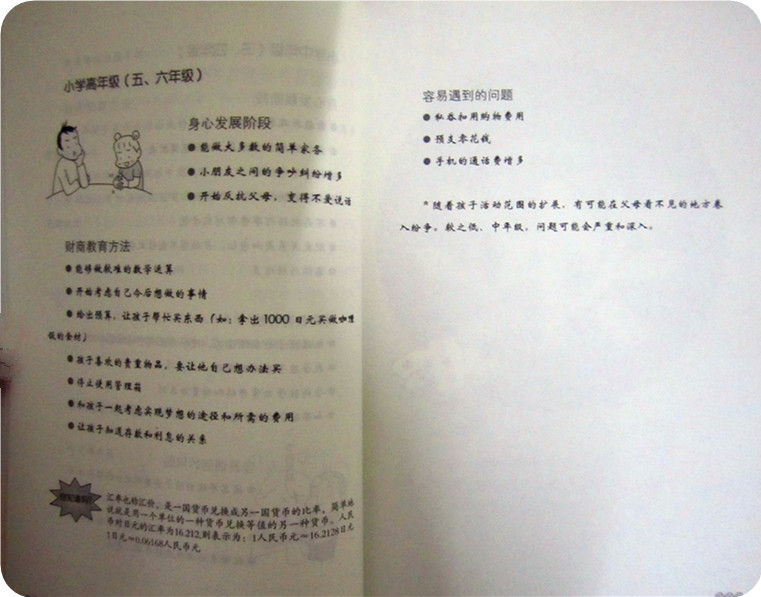 小学高年级（五、六年级）
身心发展阶段
●能做大多数的简单家务
●小朋友之间的争吵纠纷增多
●开始反抗父母，变得不爱说话
财商教育方法
●能够做较难的数学运算
●开始考虑自己今后想做的事情
●给出预算，让孩子帮忙买东西（如：拿出1000日元买做咖喱
饭的食材）
●孩子喜欢的贵重物品，要让他自己想办法买
●停止使用管理箱
●和孩子一起考虑实现梦想的途径和所需的费用
●让孩子知道存款和利息的关系
汇率也称汇价，是一国货币兑换成另一国货币的比率，简单地
说就是用一个单位的一种货币兑换等值的另一种货币。人民
币对日元的汇率为16.212,则表示为：1人民币元≈16.2128日元
1日元≈0.06168人民币元
容易遇到的问题
●私吞扣用购物费用
●预支零花钱
●手机的通话费增多
*随着孩子活动范围的扩展，有可能在父母看不见的地方卷
入纷争。较之低、中年级，问题可能会严重和深入。